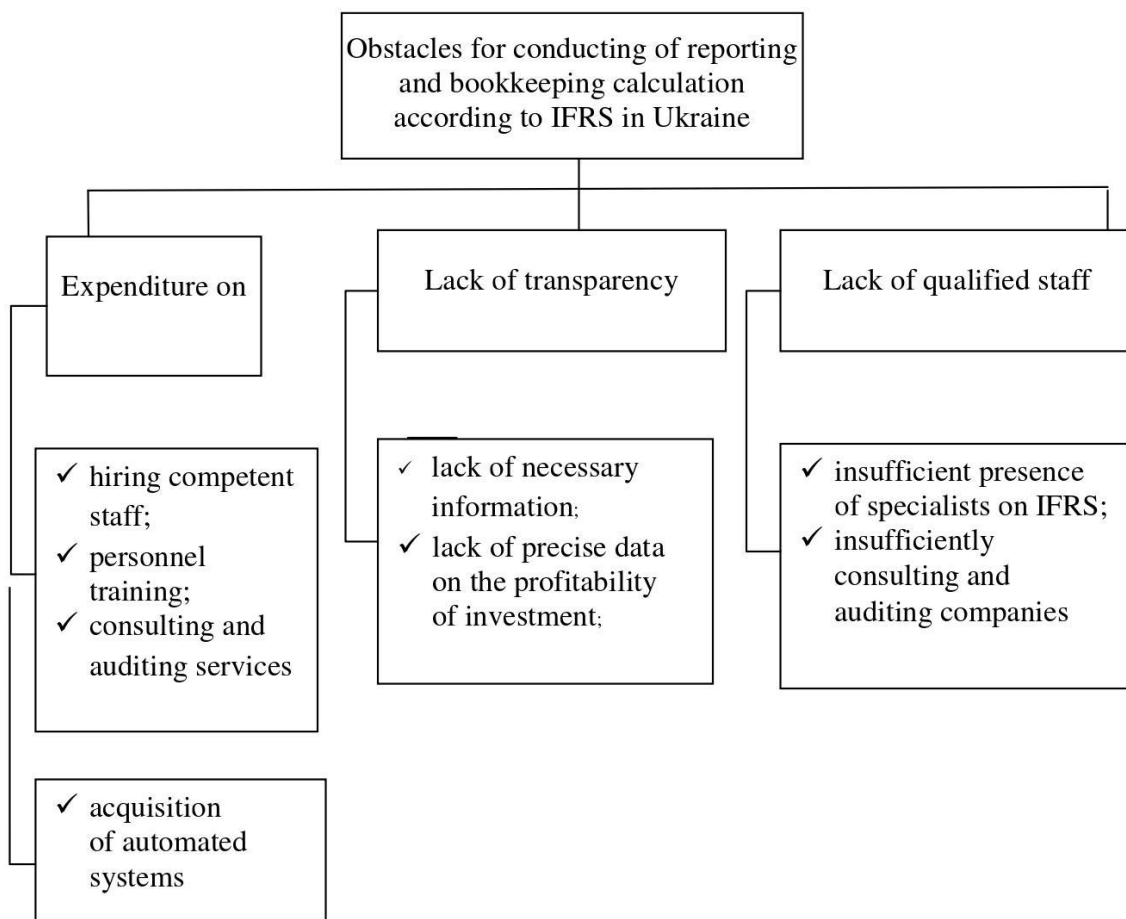 Obstacles for conducting of reporting
and bookkeeping calculation
according to IFRS in Ukraine
Expenditure on
Lack of transparency
Lack of qualified staff
✓ hiring competent
staff;
✓ personnel
training;
✓ consulting and
auditing services
✓ lack of necessary
information;
✓ lack of precise data
on the profitability
of investment;
✓ insufficient presence
of specialists on IFRS;
✓ insufficiently
consulting and
auditing companies
✓ acquisition
of automated
systems